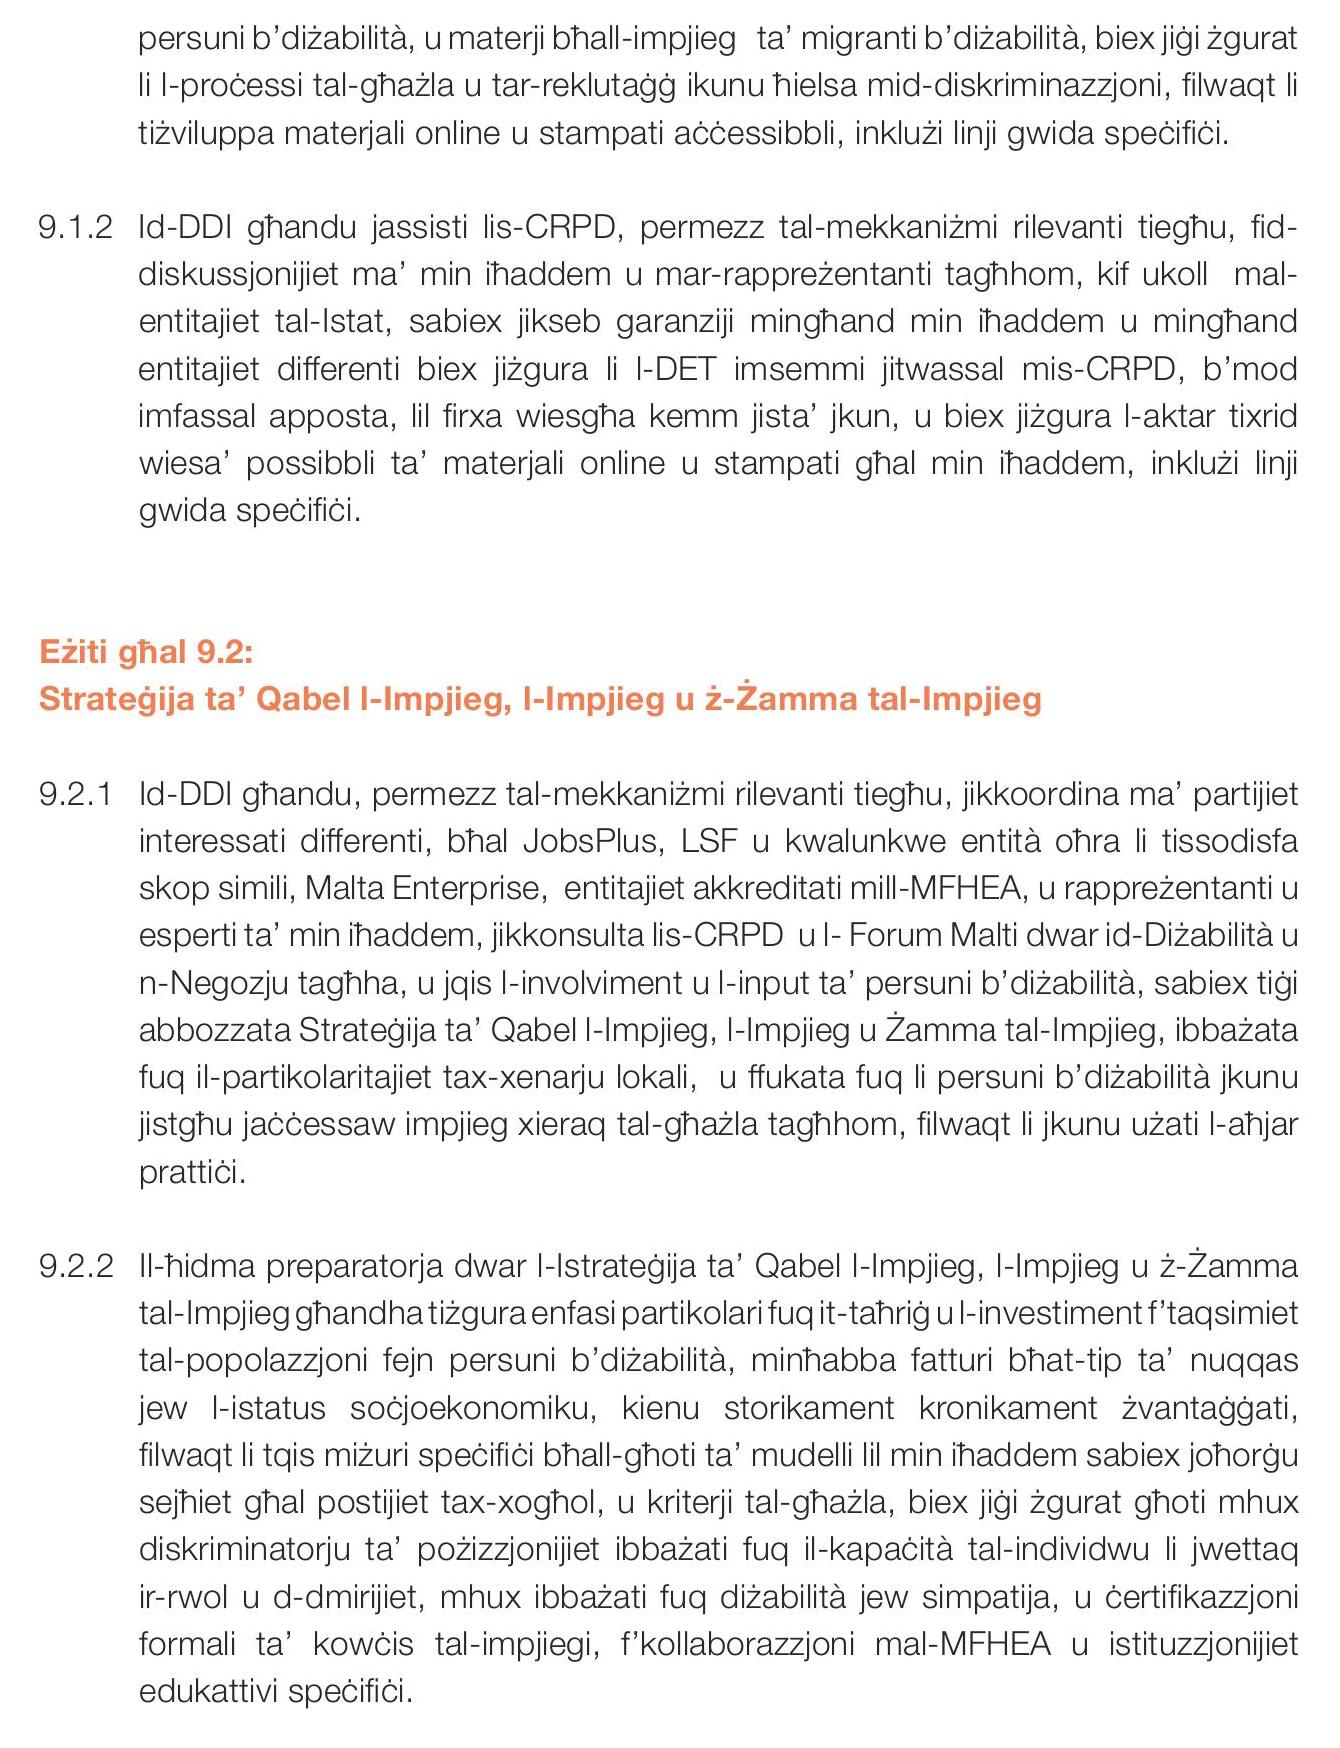 persuni b’diżabilità, u materji bħall-impjieg ta’ migranti b’diżabilità, biex jiġi żgurat
li l-proċessi tal-għażla u tar-reklutaġġ ikunu ħielsa mid-diskriminazzjoni, filwaqt li
tiżviluppa materjali online u stampati aċċessibbli, inklużi linji gwida speċifiċi.
9.1.2 Id-DDI għandu jassisti lis-CRPD, permezz tal-mekkaniżmi rilevanti tiegħu, fid-
diskussjonijiet ma’ min iħaddem u mar-rappreżentanti tagħhom, kif ukoll mal-
entitajiet tal-Istat, sabiex jikseb garanziji mingħand min iħaddem u mingħand
entitajiet differenti biex jiżgura li l-DET imsemmi jitwassal mis-CRPD, b’mod
imfassal apposta, lil firxa wiesgħa kemm jista’ jkun, u biex jiżgura l-aktar tixrid
wiesa’ possibbli ta’ materjali online u stampati għal min iħaddem, inklużi linji
gwida speċifiċi.
Eżiti għal 9.2:
Strateġija ta’ Qabel l-Impjieg, l-Impjieg u ż-Żamma tal-Impjieg
9.2.1 Id-DDI għandu, permezz tal-mekkaniżmi rilevanti tiegħu, jikkoordina ma’ partijiet
interessati differenti, bħal JobsPlus, LSF u kwalunkwe entità oħra li tissodisfa
skop simili, Malta Enterprise, entitajiet akkreditati mill-MFHEA, u rappreżentanti u
esperti ta’ min iħaddem, jikkonsulta lis-CRPD u l- Forum Malti dwar id-Diżabilità u
n-Negozju tagħha, u jqis l-involviment u l-input ta’ persuni b’diżabilità, sabiex tiġi
abbozzata Strateġija ta’ Qabel l-Impjieg, l-Impjieg u Żamma tal-Impjieg, ibbażata
fuq il-partikolaritajiet tax-xenarju lokali, u ffukata fuq li persuni b’diżabilità jkunu
jistgħu jaċċessaw impjieg xieraq tal-għażla tagħhom, filwaqt li jkunu użati l-aħjar
prattiċi.
9.2.2 Il-ħidma preparatorja dwar l-Istrateġija ta’ Qabel l-Impjieg, l-Impjieg u ż-Żamma
tal-Impjieg għandha tiżgura enfasi partikolari fuq it-taħriġ u l-investiment f’taqsimiet
tal-popolazzjoni fejn persuni b’diżabilità, minħabba fatturi bħat-tip ta’ nuqqas
jew l-istatus soċjoekonomiku, kienu storikament kronikament żvantaġġati,
filwaqt li tqis miżuri speċifiċi bħall-għoti ta’ mudelli lil min iħaddem sabiex joħorġu
sejħiet għal postijiet tax-xogħol, u kriterji tal-għażla, biex jiġi żgurat għoti mhux
diskriminatorju ta’ pożizzjonijiet ibbażati fuq il-kapaċità tal-individwu li jwettaq
ir-rwol u d-dmirijiet, mhux ibbażati fuq diżabilità jew simpatija, u ċertifikazzjoni
formali ta’ kowċis tal-impjiegi, f’kollaborazzjoni mal-MFHEA u istituzzjonijiet
edukattivi speċifiċi.